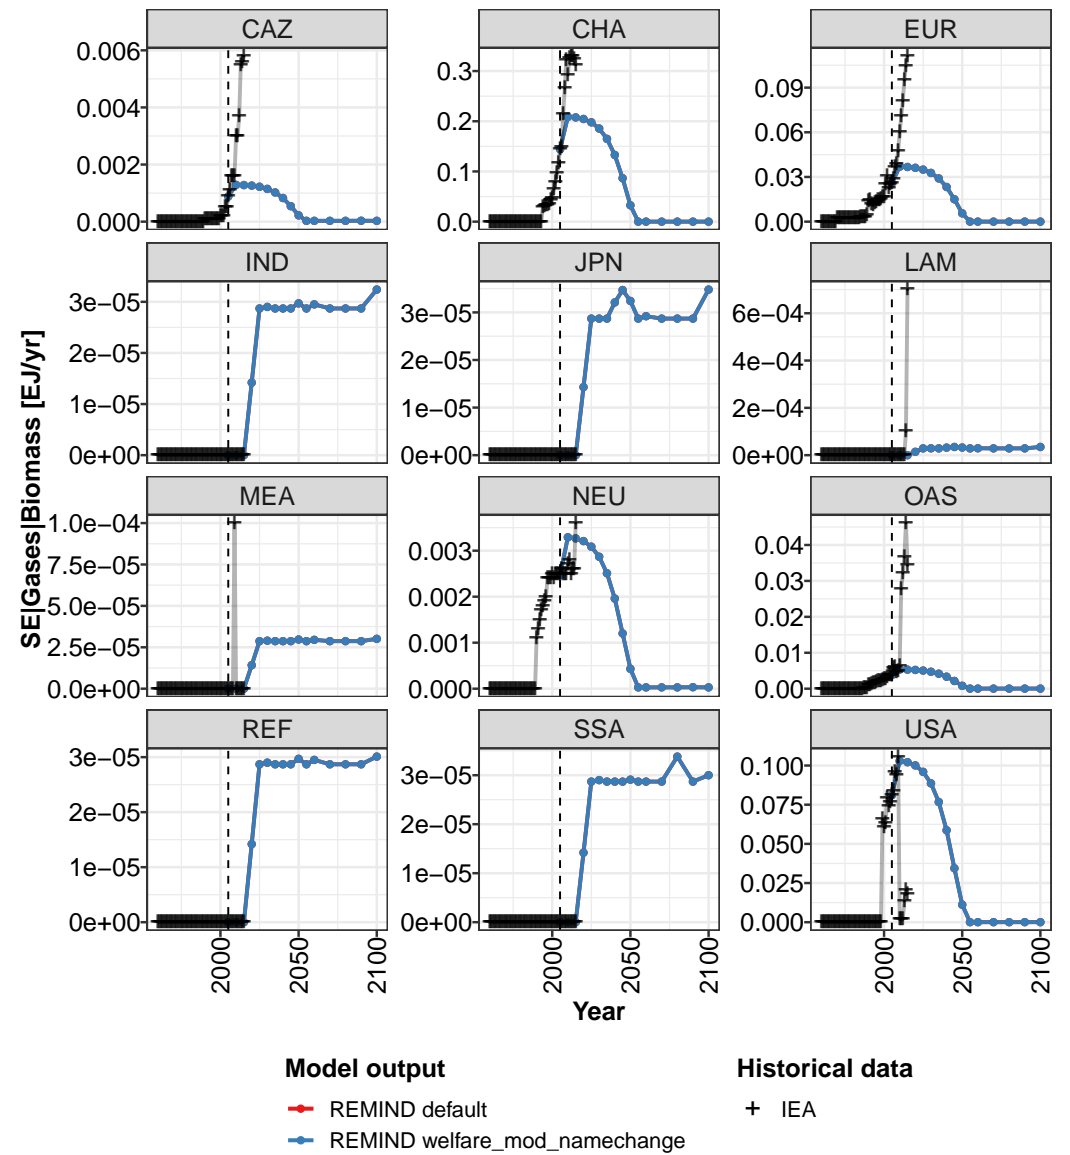 CAZ
CHA
EUR
0.006
0.004
0.002
0.000
0.3
0.2
0.1
0.0
0.09
0.06
0.03
0.00
IND
JPN
LAM
3e−05
2e−05
1e−05
0e+00
3e−05
2e−05
1e−05
0e+00
6e−04
4e−04
2e−04
0e+00
MEA
NEU
OAS
1.0e−04
7.5e−05
5.0e−05
2.5e−05
0.0e+00
0.003
0.002
0.001
0.000
0.04
0.03
0.02
0.01
0.00
REF
SSA
USA
3e−05
2e−05
1e−05
0e+00
3e−05
2e−05
1e−05
0e+00
0.100
0.075
0.050
0.025
0.000
2000
2050
2100
2000
2050
2100
2000
2050
2100
SE|Gases|Biomass [EJ/yr]
Year
Model output
REMIND default
REMIND welfare_mod_namechange
Historical data
IEA